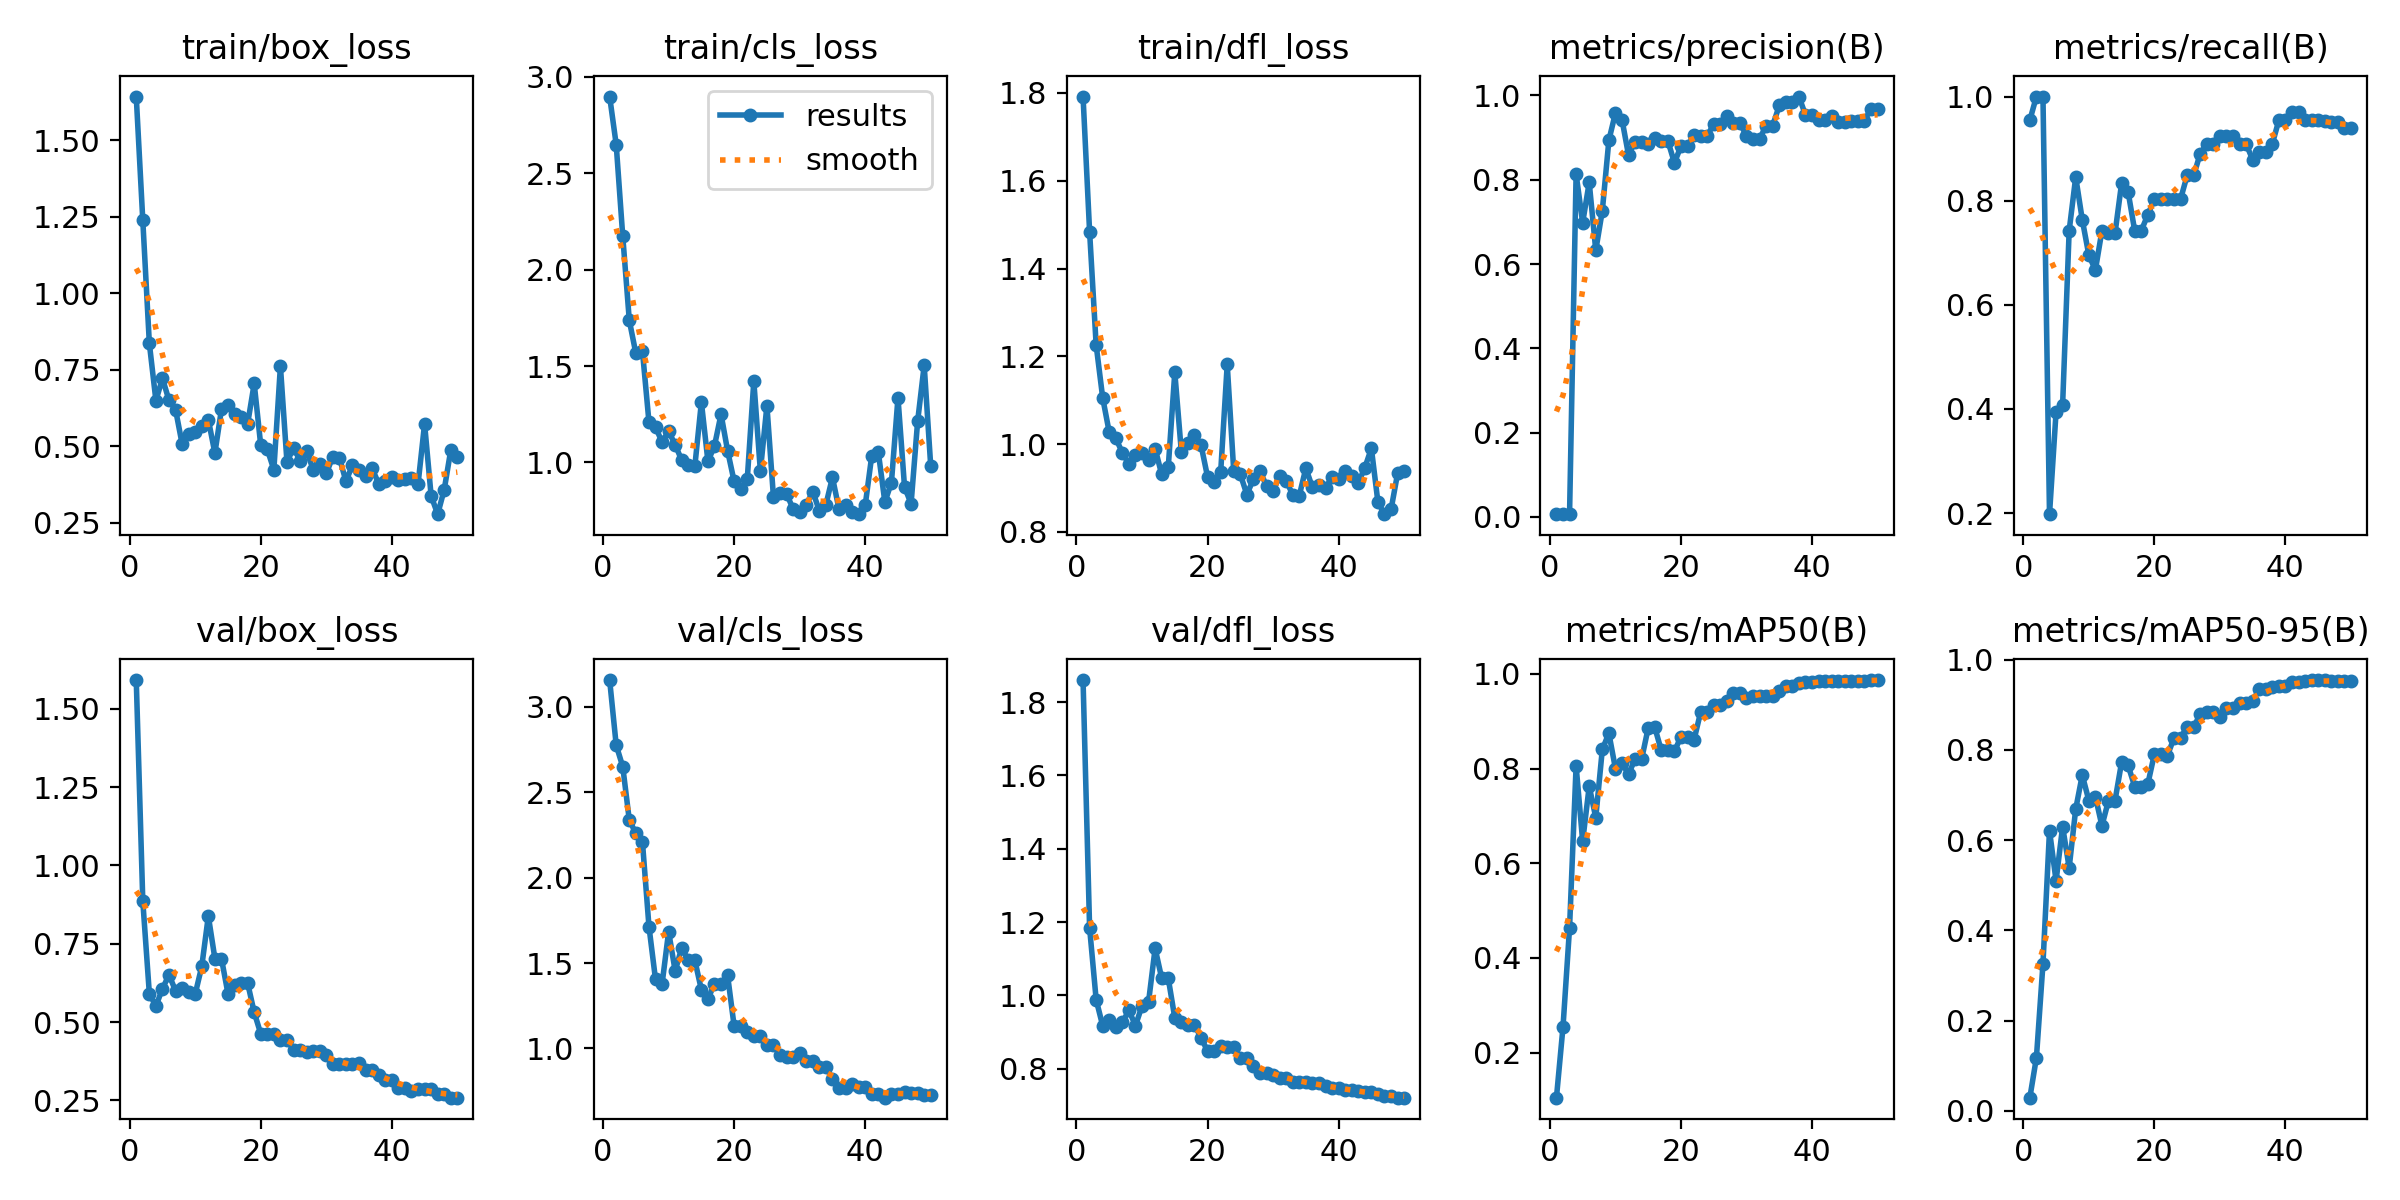 train/box_loss
1.50
1.25
1.00
0.75
0.50
0.25
0 20 40
train/cls_loss
3.0
2.5
2.0
1.5
1.0
results
smooth
0 20 40
train/dfl_loss
1.8
1.6
1.4
1.2
1.0
0.8
0 20 40
metrics/precision(B)
1.0
0.8
0.6
0.4
0.2
0.0
0 20 40
metrics/recall(B)
1.0
0.8
0.6
0.4
0.2
0 20 40
val/box_loss
1.50
1.25
1.00
0.75
0.50
0.25
0 20 40
val/cls_loss
3.0
2.5
2.0
1.5
1.0
0 20 40
val/dfl_loss
1.8
1.6
1.4
1.2
1.0
0.8
0 20 40
metrics/mAP50(B)
1.0
0.8
0.6
0.4
0.2
0 20 40
metrics/mAP50-95(B)
1.0
0.8
0.6
0.4
0.2
0.0
0 20 40